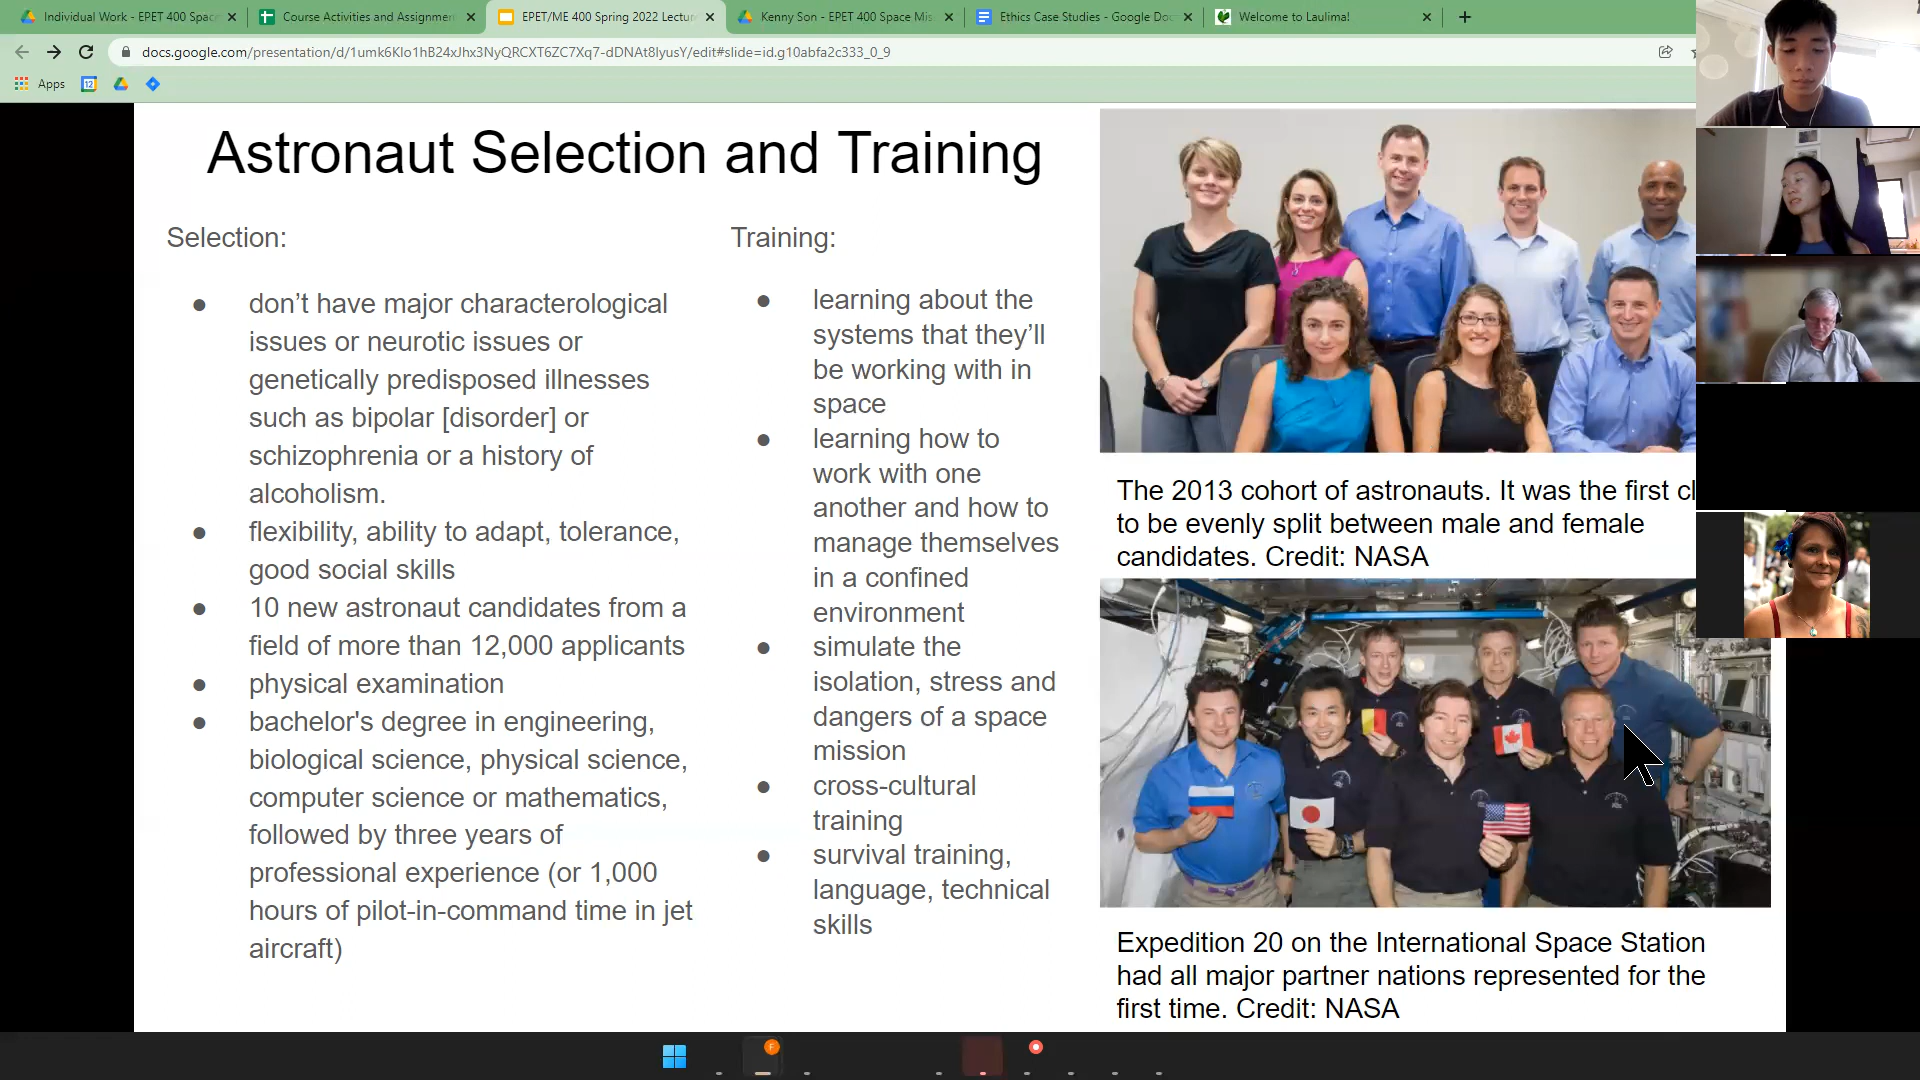 Individual Work - EPET 400 Space
Course Activities and Assignmen
EPET/ME 400 Spring 2022 Lectur
Kenny Son - EPET 400 Space Mis
Ethics Case Studies - Google Doc
Welcome to Laulima!
docs.google.com/presentation/d/1umk6Klo1hB24xJhx3NyQRCXT6ZC7Xq7-dDNAt8lyusY/edit#slide=id.g10abfa2c333_0_9
Apps
12
Astronaut Selection and Training
Selection:
● don't have major characterological
issues or neurotic issues or
genetically predisposed illnesses
such as bipolar [disorder] or
schizophrenia or a history of
alcoholism.
● flexibility, ability to adapt, tolerance,
good social skills
● 10 new astronaut candidates from a
field of more than 12,000 applicants
● physical examination
● bachelor's degree in engineering,
biological science, physical science,
computer science or mathematics,
followed by three years of
professional experience (or 1,000
hours of pilot-in-command time in jet
aircraft)
Training:
● learning about the
systems that they'll
be working with in
space
● learning how to
work with one
another and how to
manage themselves
in a confined
environment
● simulate the
isolation, stress and
dangers of a space
mission
● cross-cultural
training
● survival training,
language, technical
skills
The 2013 cohort of astronauts. It was the first cl
to be evenly split between male and female
candidates. Credit: NASA
Expedition 20 on the International Space Station
had all major partner nations represented for the
first time. Credit: NASA
F